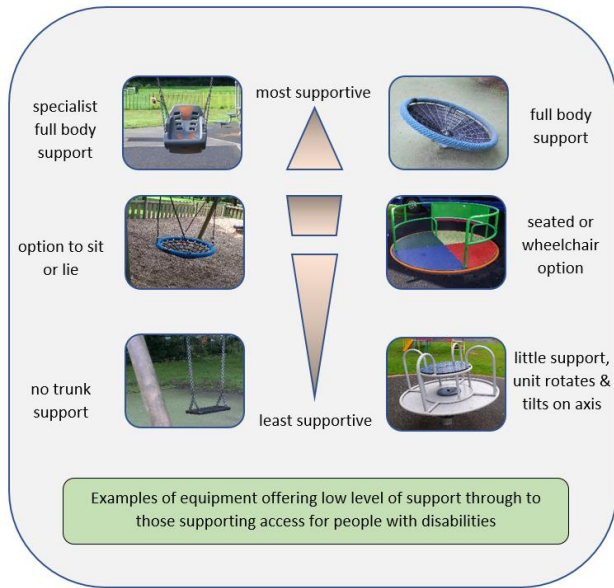 specialist
full body
support
most supportive
full body
support
option to sit
or lie
seated or
wheelchair
option
no trunk
support
little support,
unit rotates &
tilts on axis
least supportive
Examples of equipment offering low level of support through to
those supporting access for people with disabilities